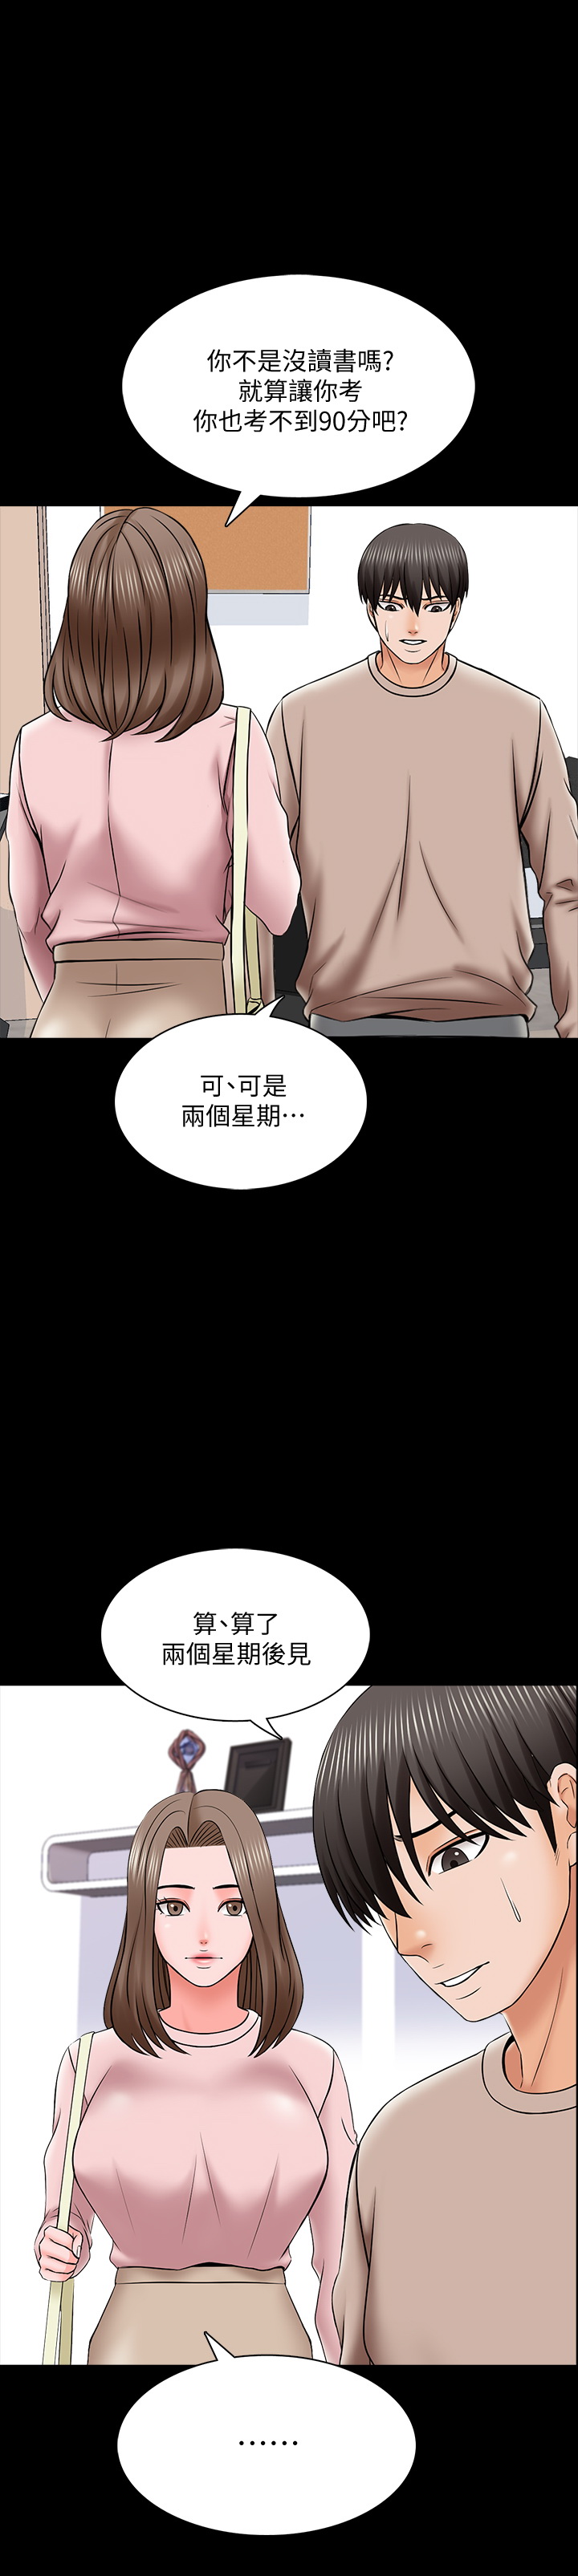 你不是沒讀書嗎?
就算讓你考
你也考不到90分吧?
可、可是
兩個星期…
算、算了
兩個星期後見
……